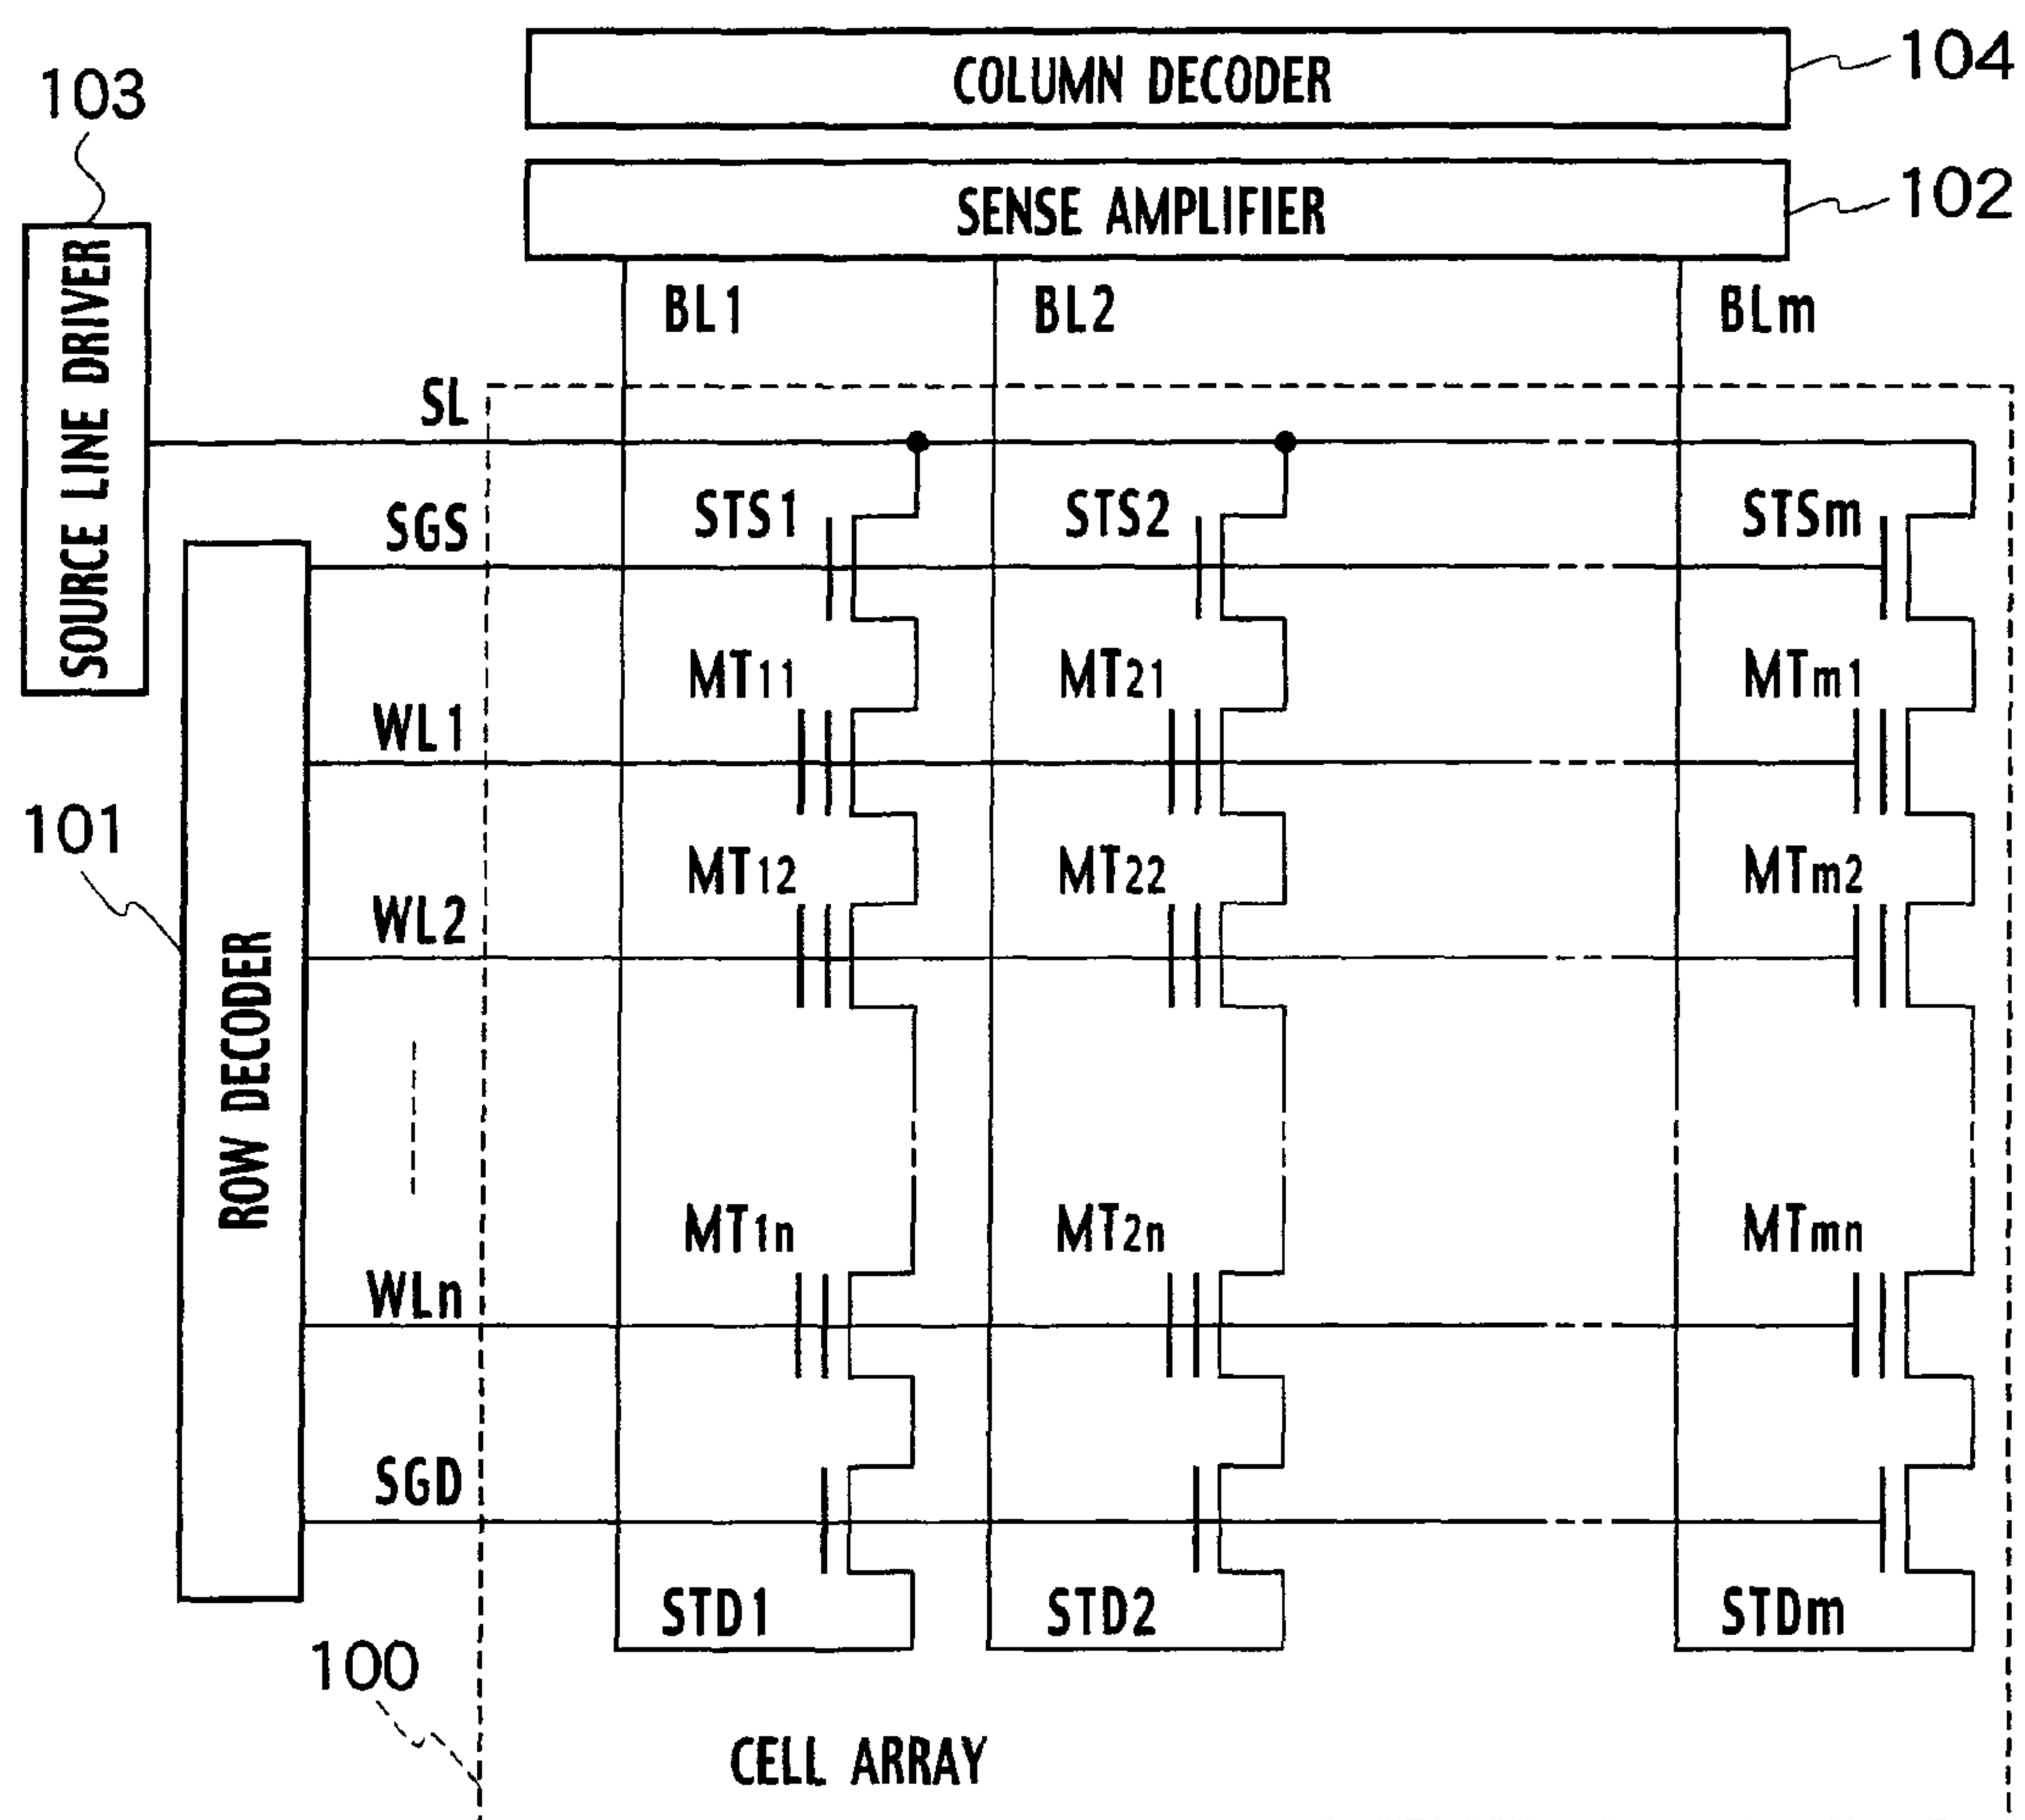 COLUMN DECODER
104
103
SENSE AMPLIFIER
102
SOURCE LINE DRIVER
BL1
BL2
BLm
SL
SGS
STS1
STS2
STSm
MT11
MT21
MTm1
WL1
101
MT12
MT22
MTm2
WL2
ROW DECODER
MT1n
MT2n
MTmn
WLn
SGD
STD1
STD2
STDm
100
CELL ARRAY